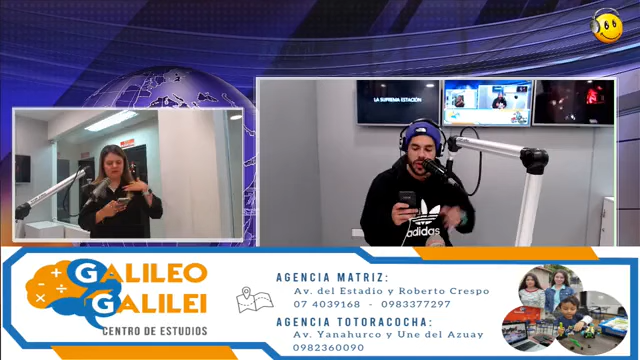 LA SUPREMA ESTACIÓN
adidas
GALILEO
GALILEI
CENTRO DE ESTUDIOS
AGENCIA MATRIZ:
Av. del Estadio y Roberto Crespo
07 4039168 - 0983377297
AGENCIA TOTORACOCHA:
Av. Yanahurco y Une del Azuay
0982360090